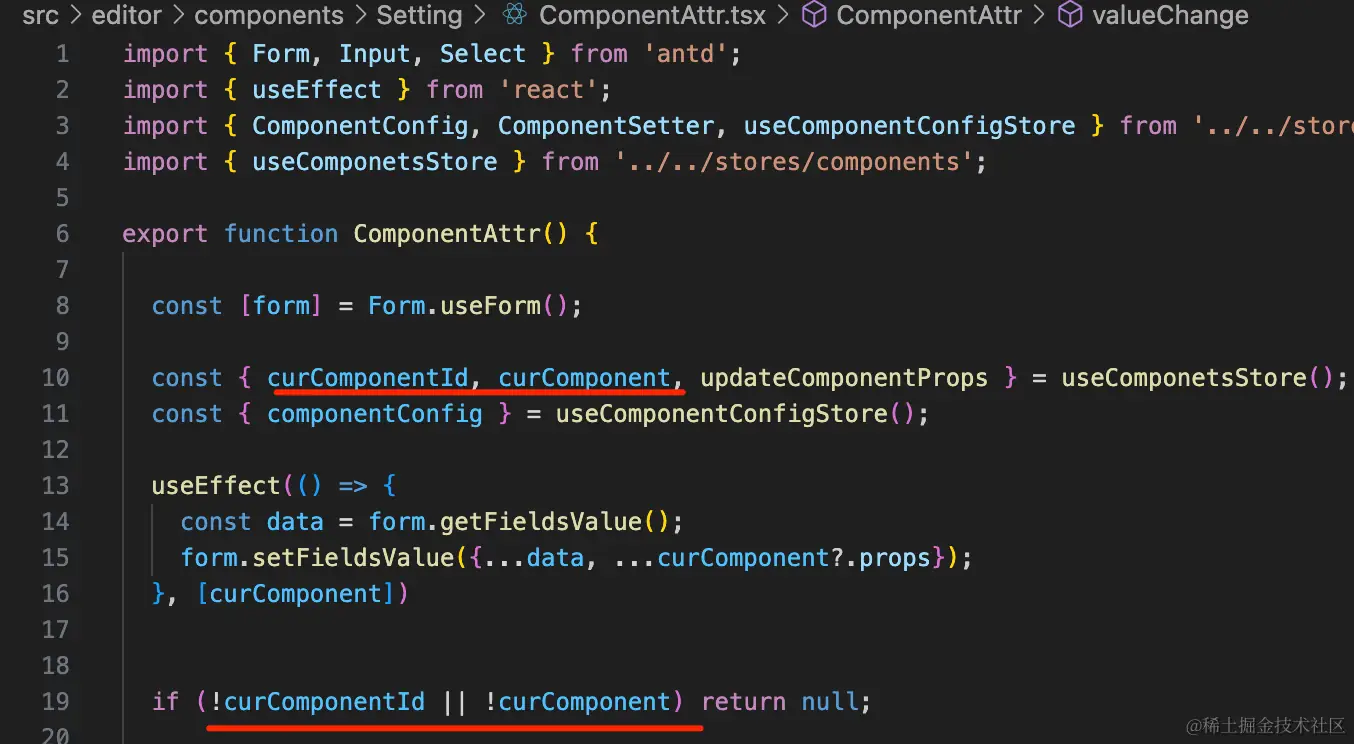 src > editor > components > Setting > ComponentAttr.tsx > ComponentAttr > valueChange
1 import { Form, Input, Select } from 'antd';
2 import { useEffect } from 'react';
3 import { ComponentConfig, ComponentSetter, useComponentConfigStore } from '../../store
4 import { useComponetsStore } from '../../stores/components';
5
6 export function ComponentAttr() {
7
8 const [form] = Form.useForm();
9
10 const { curComponentId, curComponent, updateComponentProps } = useComponetsStore();
11 const { componentConfig } = useComponentConfigStore();
12
13 useEffect(() => {
14 const data = form.getFieldsValue();
15 form.setFieldsValue({...data, ...curComponent?.props});
16 }, [curComponent])
17
18
19 if (!curComponentId || !curComponent) return null;
20
@稀土掘金技术社区